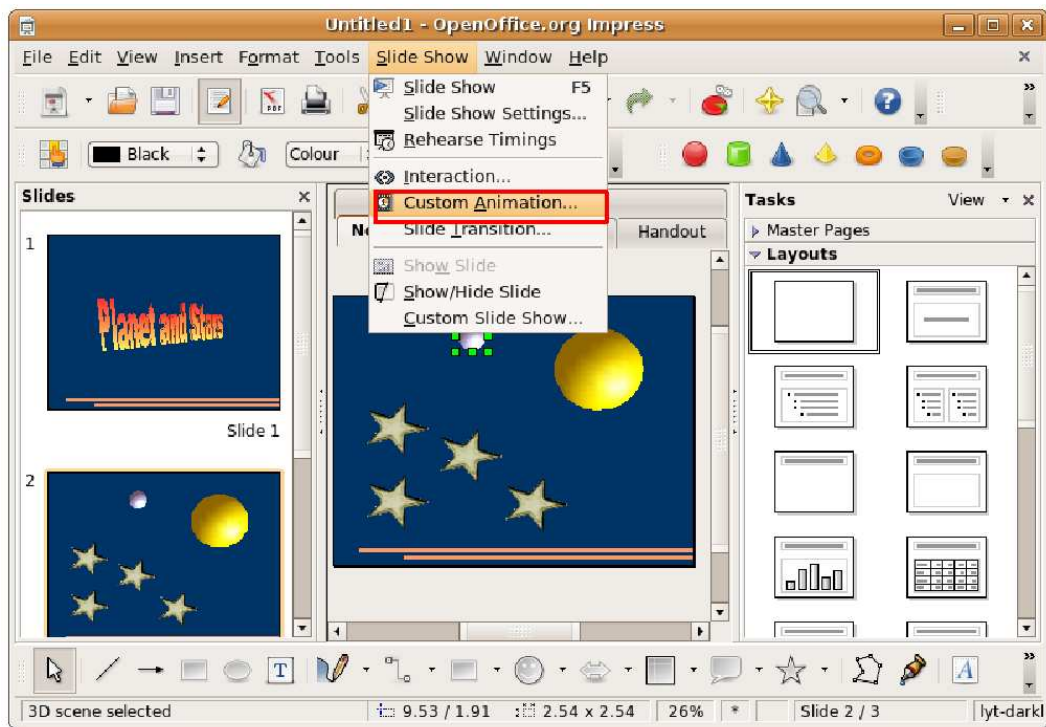 Untitled1 - OpenOffice.org Impress
File Edit View Insert Format Tools Slide Show Window Help
Slide Show F5
Slide Show Settings...
Rehearse Timings
Interaction...
Custom Animation...
Slide Transition...
Show Slide
Show/Hide Slide
Custom Slide Show...
PDF
Black
Colour
Slides
1
Planet and Stars
Slide 1
2
Handout
Tasks View
Master Pages
Layouts
T
A
3D scene selected 9.53 / 1.91 2.54 x 2.54 26% * Slide 2 / 3 lyt-darkl